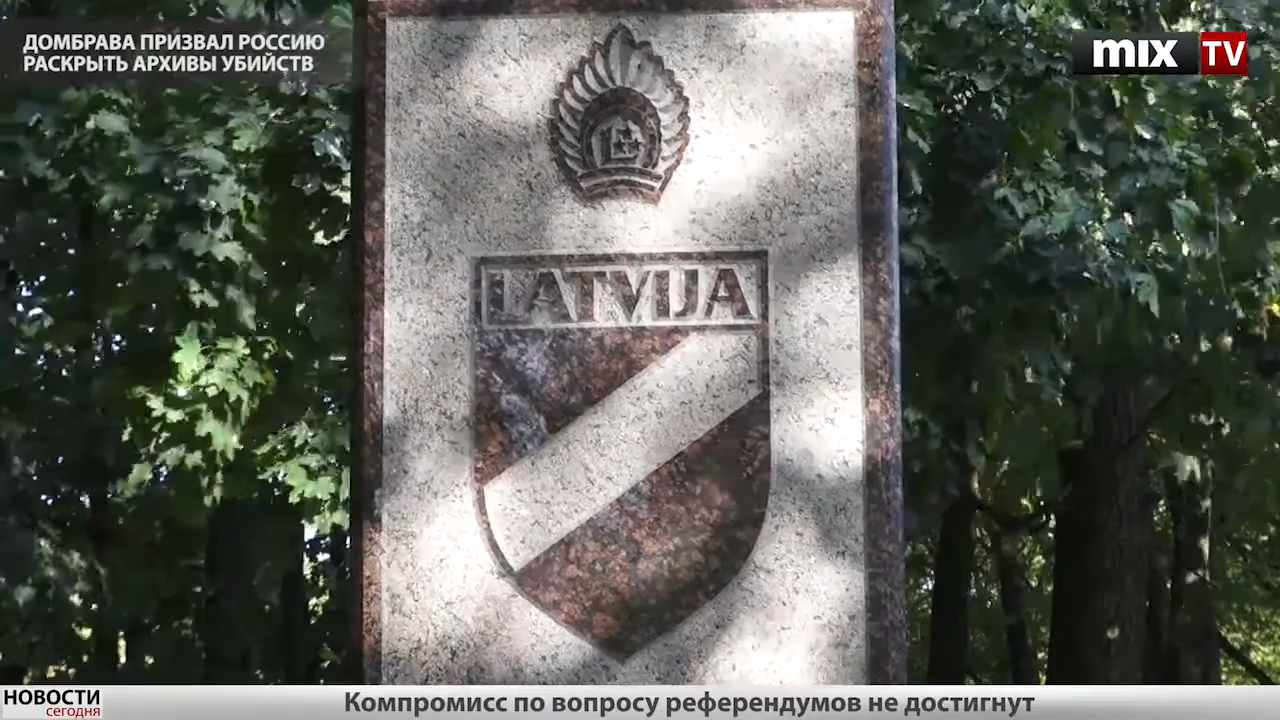 ДОМБРАВА ПРИЗВАЛ РОССИЮ
РАСКРЫТЬ АРХИВЫ УБИЙСТВ
mix TV
LATVIJA
НОВОСТИ
сегодня
Компромисс по вопросу референдумов не достигнут